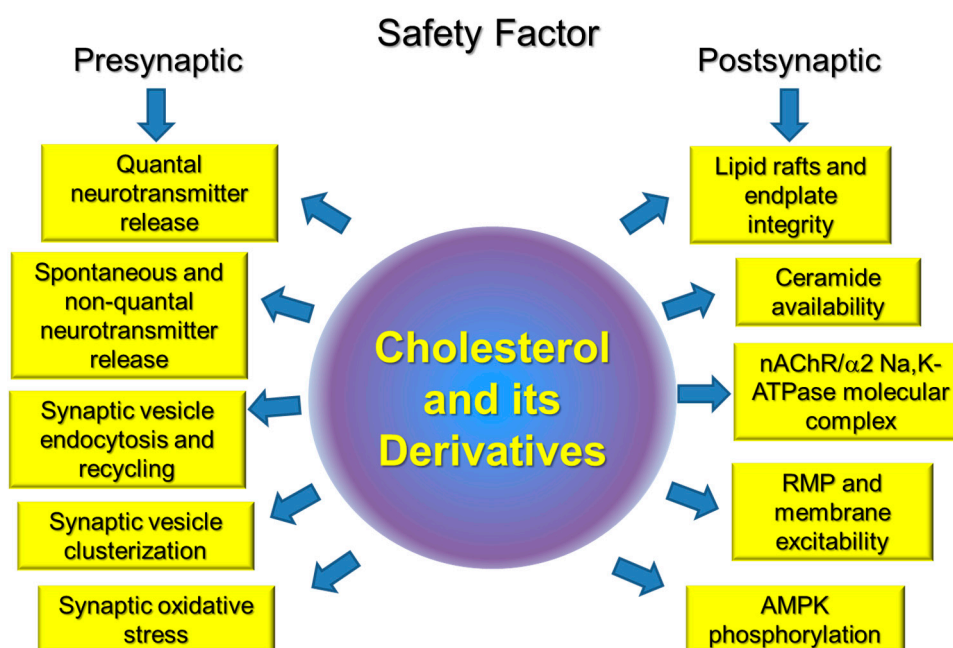 Safety Factor
Presynaptic
Postsynaptic
Quantal
neurotransmitter
release
Spontaneous and
non-quantal
neurotransmitter
release
Synaptic vesicle
endocytosis and
recycling
Synaptic vesicle
clusterization
Synaptic oxidative
stress
Cholesterol
and its
Derivatives
Lipid rafts and
endplate
integrity
Ceramide
availability
nAChR/α2 Na,K-
ATPase molecular
complex
RMP and
membrane
excitability
AMPK
phosphorylation